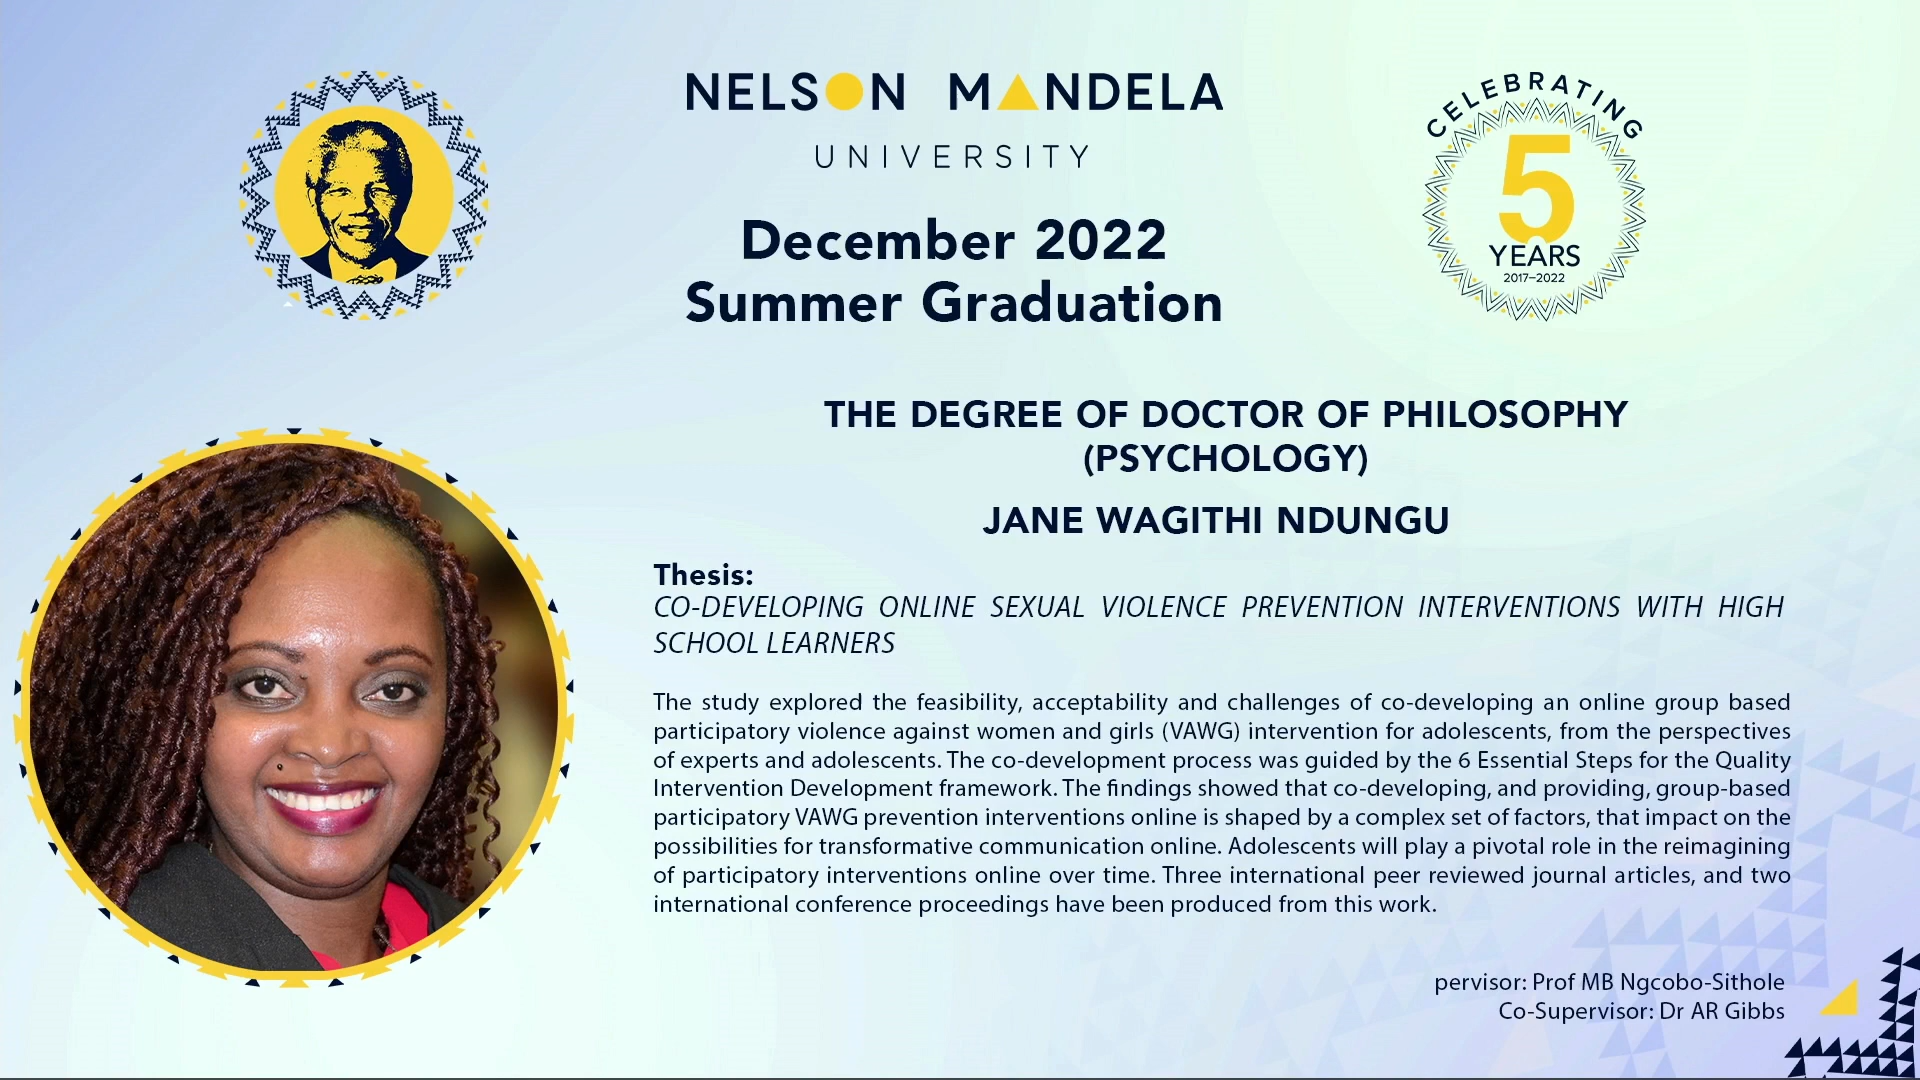 NELSON MANDELA
UNIVERSITY
CELEBRATING
5
YEARS
2017–2022
December 2022
Summer Graduation
THE DEGREE OF DOCTOR OF PHILOSOPHY
(PSYCHOLOGY)
JANE WAGITHI NDUNGU
Thesis:
CO-DEVELOPING ONLINE SEXUAL VIOLENCE PREVENTION INTERVENTIONS WITH HIGH
SCHOOL LEARNERS
The study explored the feasibility, acceptability and challenges of co-developing an online group based
participatory violence against women and girls (VAWG) intervention for adolescents, from the perspectives
of experts and adolescents. The co-development process was guided by the 6 Essential Steps for the Quality
Intervention Development framework. The findings showed that co-developing, and providing, group-based
participatory VAWG prevention interventions online is shaped by a complex set of factors, that impact on the
possibilities for transformative communication online. Adolescents will play a pivotal role in the reimagining
of participatory interventions online over time. Three international peer reviewed journal articles, and two
international conference proceedings have been produced from this work.
pervisor: Prof MB Ngcobo-Sithole
Co-Supervisor: Dr AR Gibbs